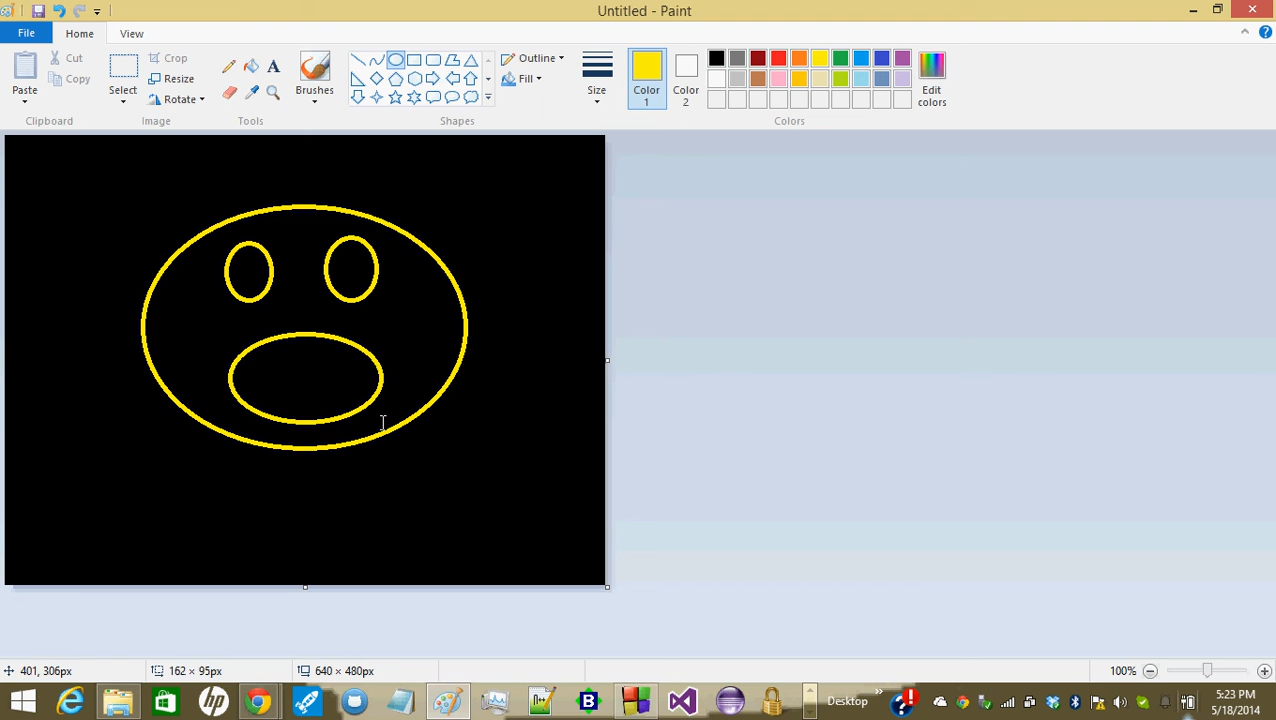 Untitled - Paint
File Home View
Cut
Copy
Paste
Clipboard
Crop
Resize
Rotate
Select
Image
A
Tools
Brushes
Outline
Fill
Shapes
Size
Color 1
Color 2
Edit colors
Colors
401, 306px
162 × 95px
640 × 480px
100%
hp
B
Desktop
5:23 PM
5/18/2014